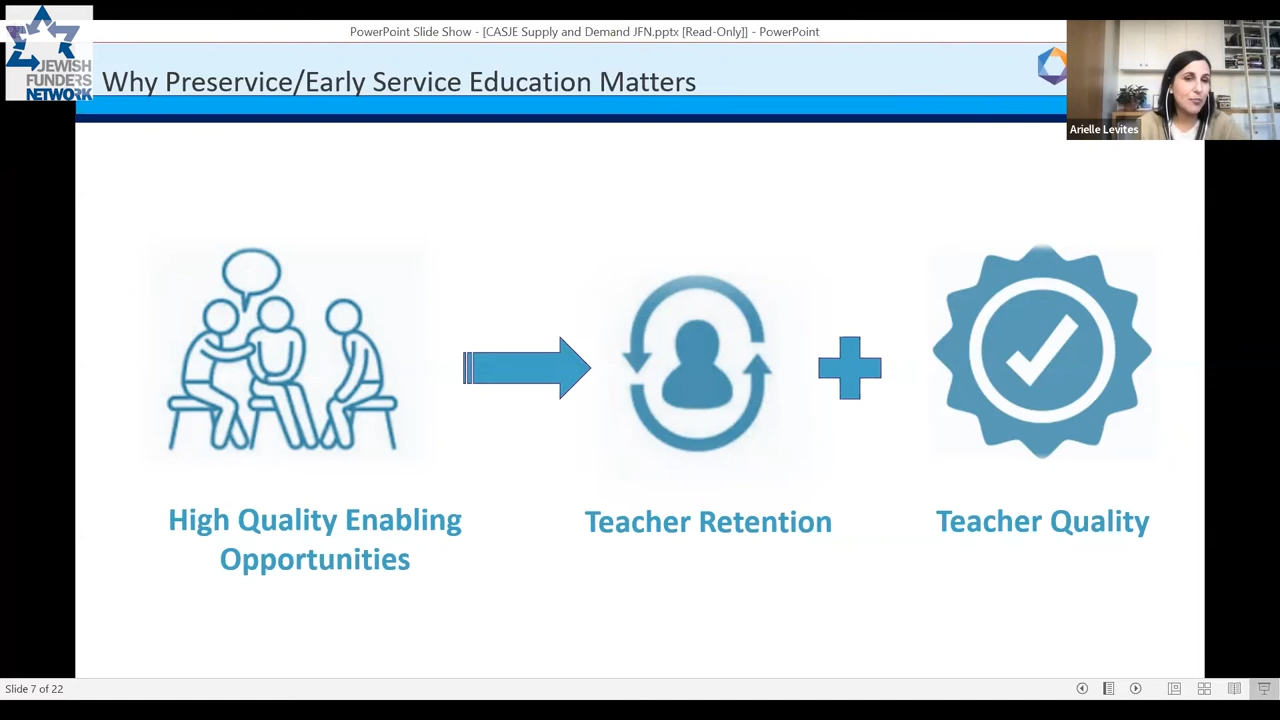 PowerPoint Slide Show - [CASJE Supply and Demand JFN.pptx [Read-Only]] - PowerPoint
JEWISH
FUNDERS
NETWORK
Why Preservice/Early Service Education Matters
Arielle Levites
High Quality Enabling
Opportunities
Teacher Retention
Teacher Quality
Slide 7 of 22